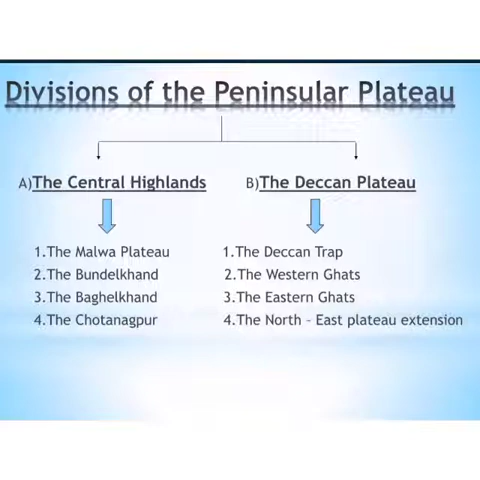 Divisions of the Peninsular Plateau
A)The Central Highlands
1.The Malwa Plateau
2.The Bundelkhand
3.The Baghelkhand
4.The Chotanagpur
B)The Deccan Plateau
1.The Deccan Trap
2.The Western Ghats
3.The Eastern Ghats
4.The North – East plateau extension